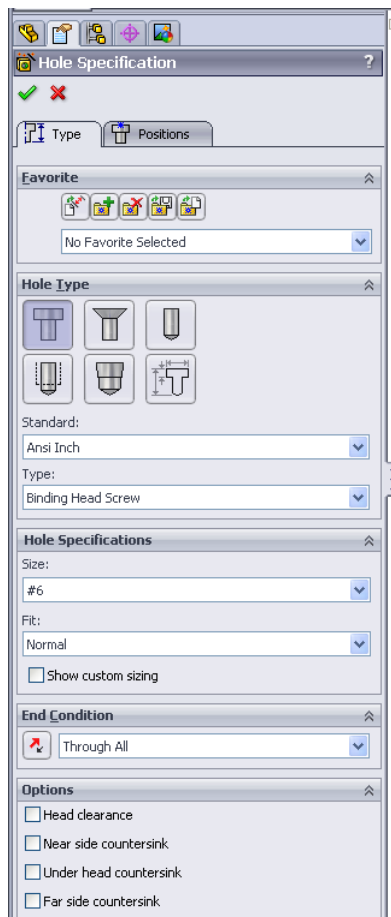 Hole Specification
?
Type
Positions
Favorite
No Favorite Selected
Hole Type
Standard:
Ansi Inch
Type:
Binding Head Screw
Hole Specifications
Size:
#6
Fit:
Normal
Show custom sizing
End Condition
Through All
Options
Head clearance
Near side countersink
Under head countersink
Far side countersink